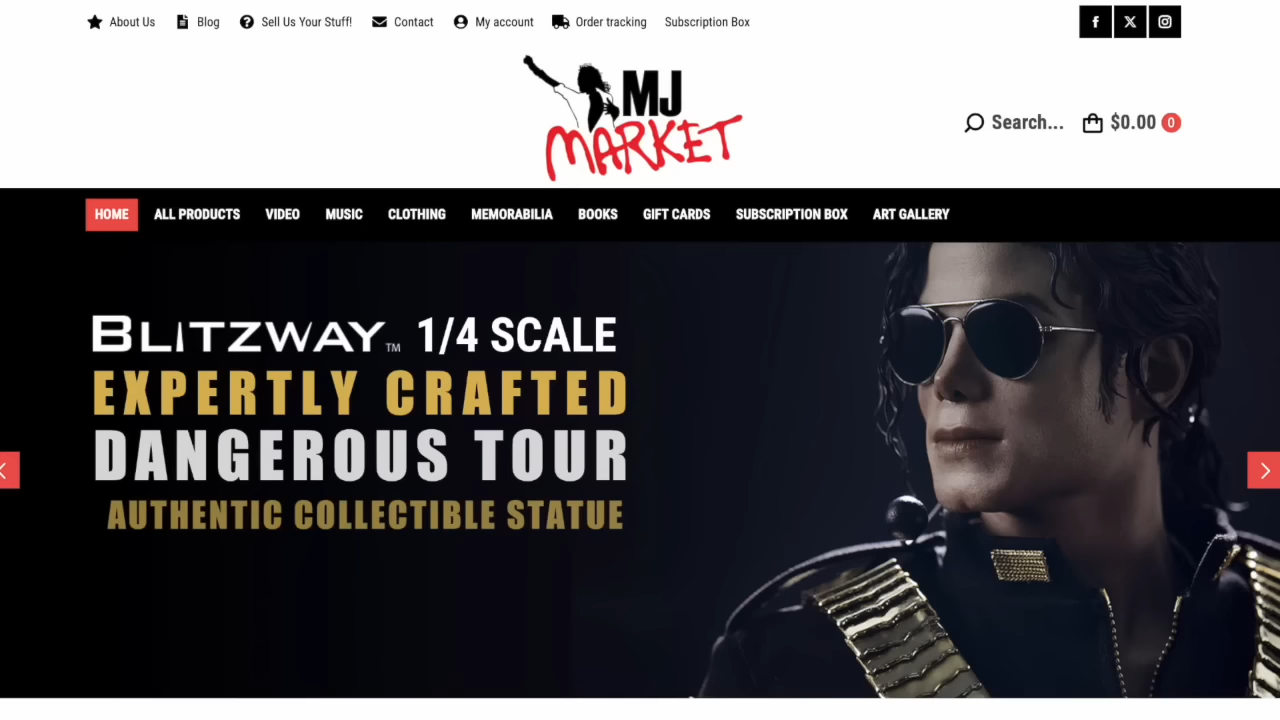 About Us Blog Sell Us Your Stuff! Contact My account Order tracking Subscription Box
MJ
MARKET
Search... $0.00 0
HOME ALL PRODUCTS VIDEO MUSIC CLOTHING MEMORABILIA BOOKS GIFT CARDS SUBSCRIPTION BOX ART GALLERY
BLITZWAY™ 1/4 SCALE
EXPERTLY CRAFTED
DANGEROUS TOUR
AUTHENTIC COLLECTIBLE STATUE